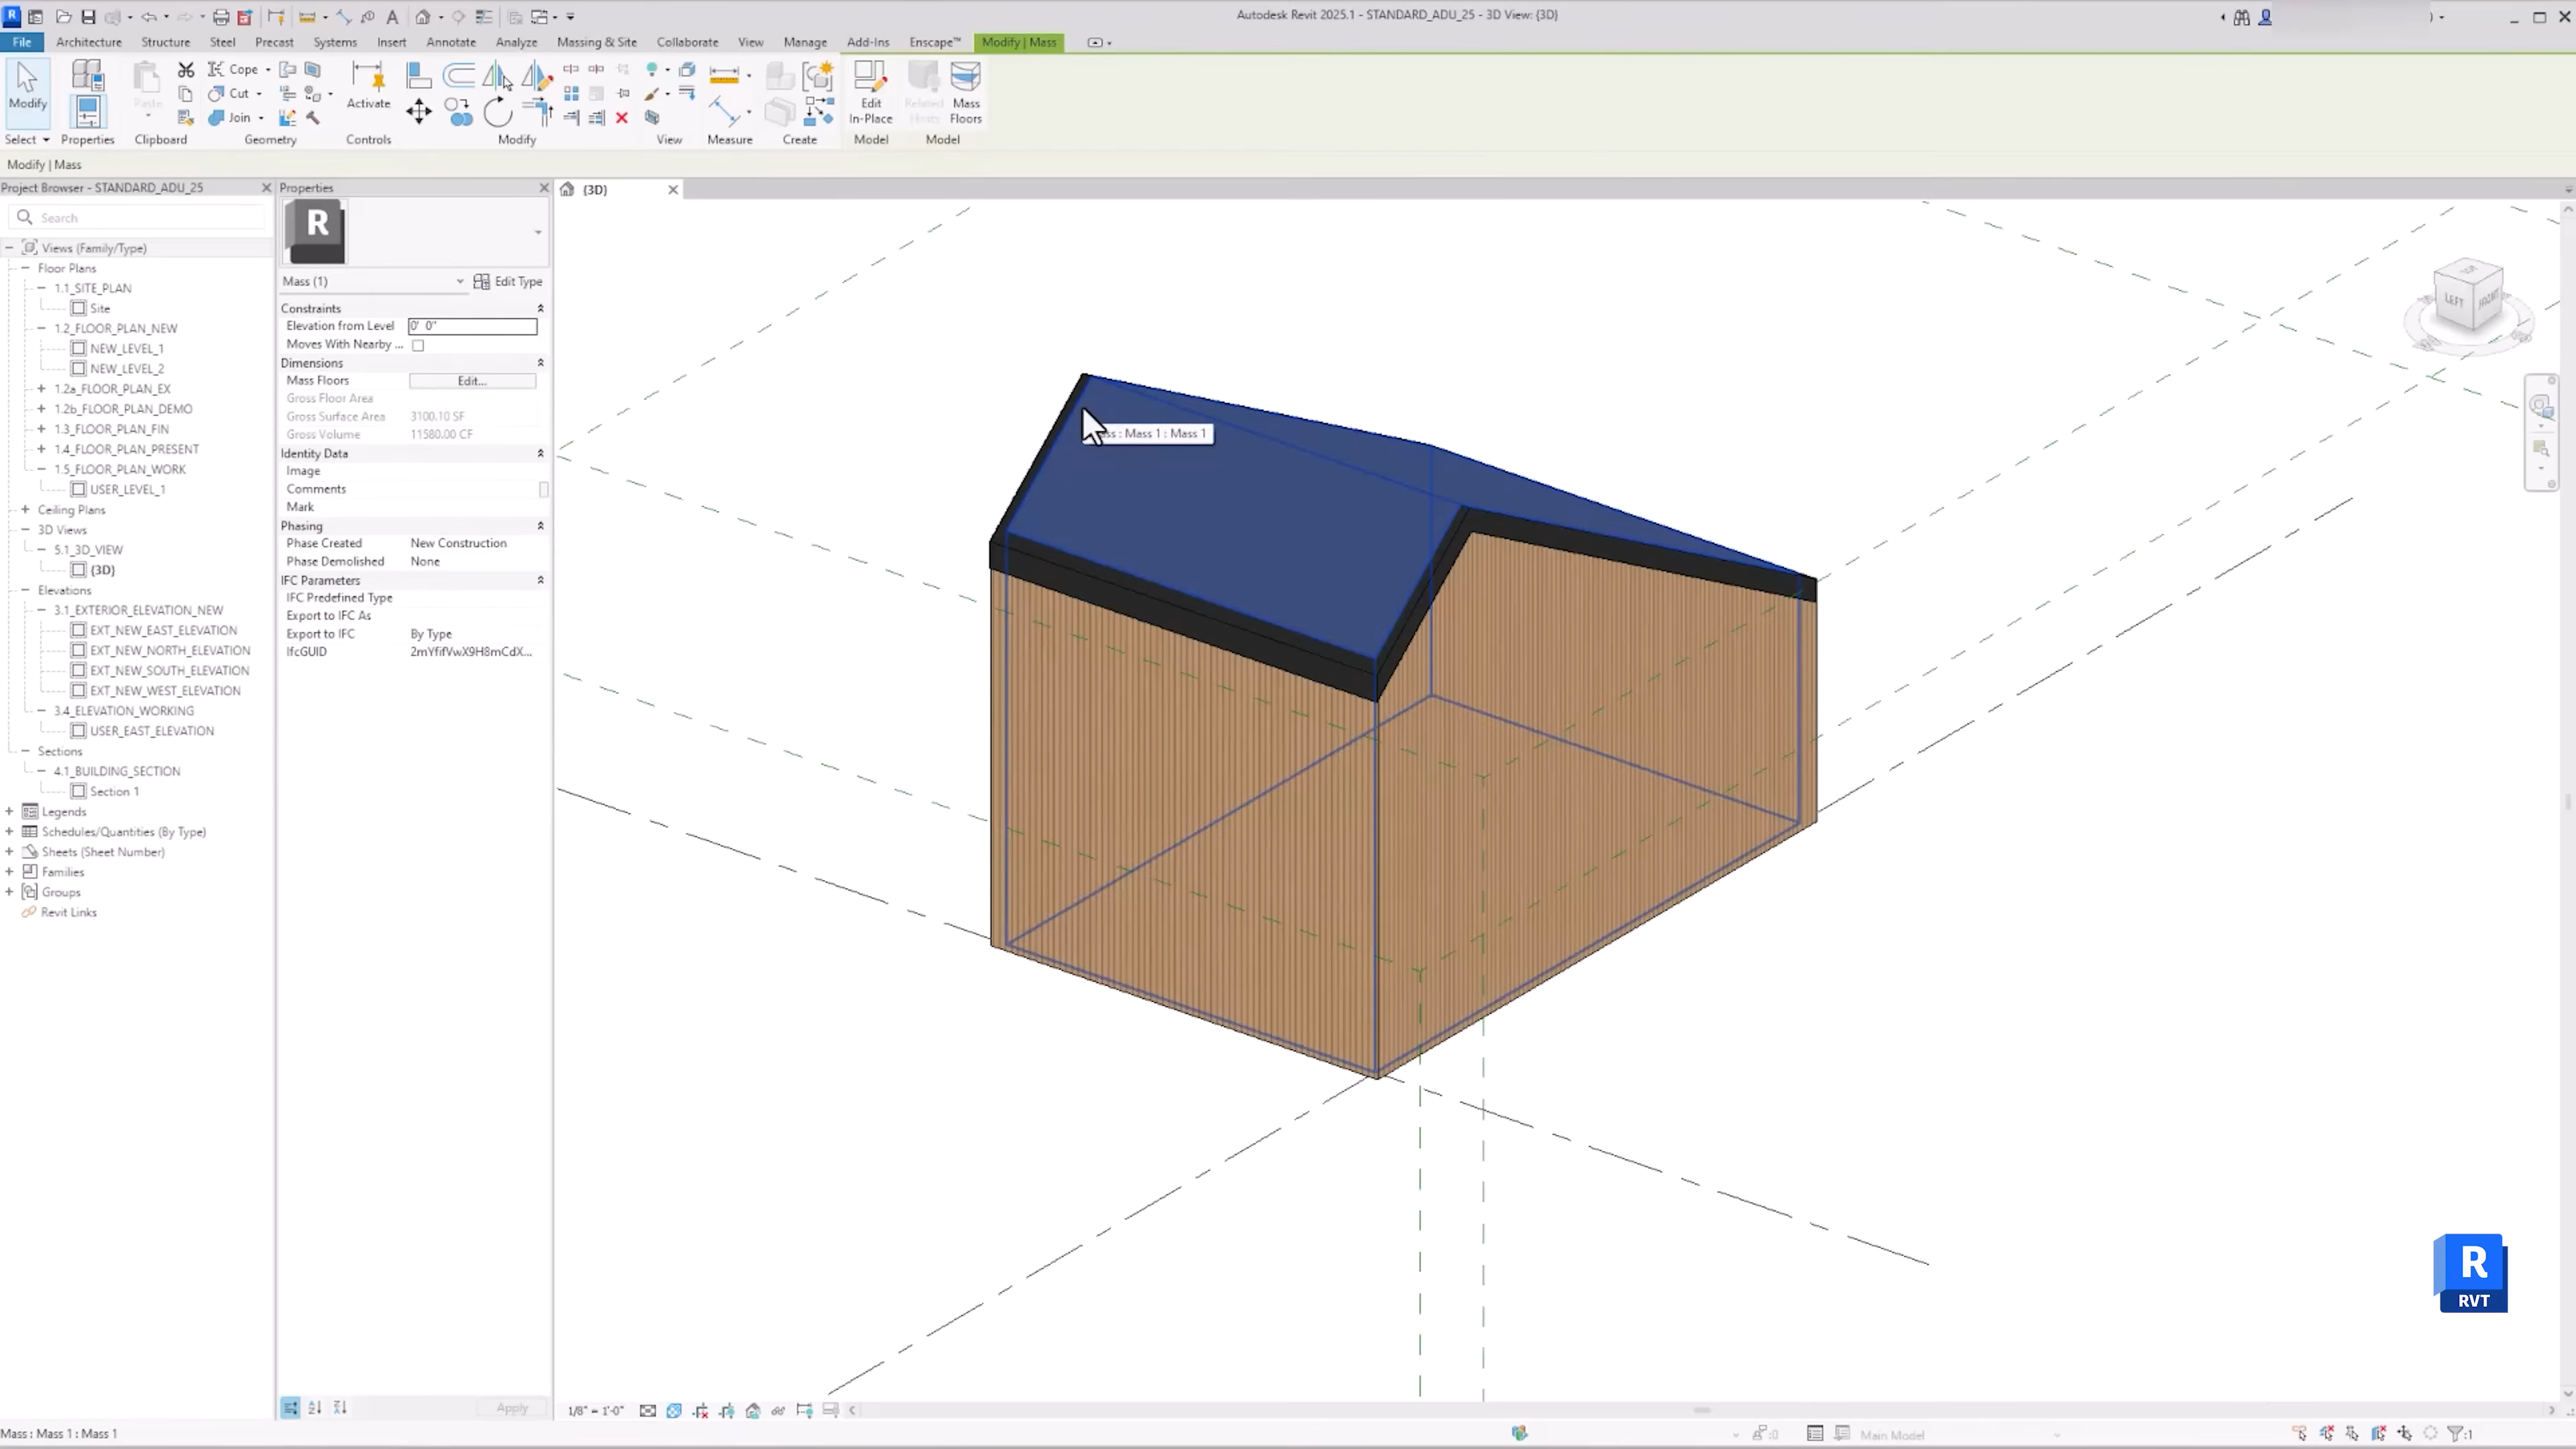 Autodesk Revit 2025.1 - STANDARD_ADU_25 - 3D View: {3D}
File Architecture Structure Steel Precast Systems Insert Annotate Analyze Massing & Site Collaborate View Manage Add-Ins Enscape™ Modify | Mass
Modify
Paste
Cope
Cut
Join
Activate
Edit In-Place
Related Hosts
Mass Floors
Select Properties Clipboard Geometry Controls Modify View Measure Create Model Model
Modify | Mass
Project Browser - STANDARD_ADU_25
Search
Views (Family/Type)
Floor Plans
1.1_SITE_PLAN
Site
1.2_FLOOR_PLAN_NEW
NEW_LEVEL_1
NEW_LEVEL_2
1.2a_FLOOR_PLAN_EX
1.2b_FLOOR_PLAN_DEMO
1.3_FLOOR_PLAN_FIN
1.4_FLOOR_PLAN_PRESENT
1.5_FLOOR_PLAN_WORK
USER_LEVEL_1
Ceiling Plans
3D Views
5.1_3D_VIEW
{3D}
Elevations
3.1_EXTERIOR_ELEVATION_NEW
EXT_NEW_EAST_ELEVATION
EXT_NEW_NORTH_ELEVATION
EXT_NEW_SOUTH_ELEVATION
EXT_NEW_WEST_ELEVATION
3.4_ELEVATION_WORKING
USER_EAST_ELEVATION
Sections
4.1_BUILDING_SECTION
Section 1
Legends
Schedules/Quantities (By Type)
Sheets (Sheet Number)
Families
Groups
Revit Links
Properties
R
Mass (1) Edit Type
Constraints
Elevation from Level 0' 0"
Moves With Nearby ...
Dimensions
Mass Floors Edit...
Gross Floor Area
Gross Surface Area 3100.10 SF
Gross Volume 11580.00 CF
Identity Data
Image
Comments
Mark
Phasing
Phase Created New Construction
Phase Demolished None
IFC Parameters
IFC Predefined Type
Export to IFC As
Export to IFC By Type
IfcGUID 2mYfifVwX9H8mCdX...
Apply
{3D}
: Mass 1 : Mass 1
LEFT FRONT
R
RVT
1/8" = 1'-0"
Mass : Mass 1 : Mass 1
:0
Main Model
:1